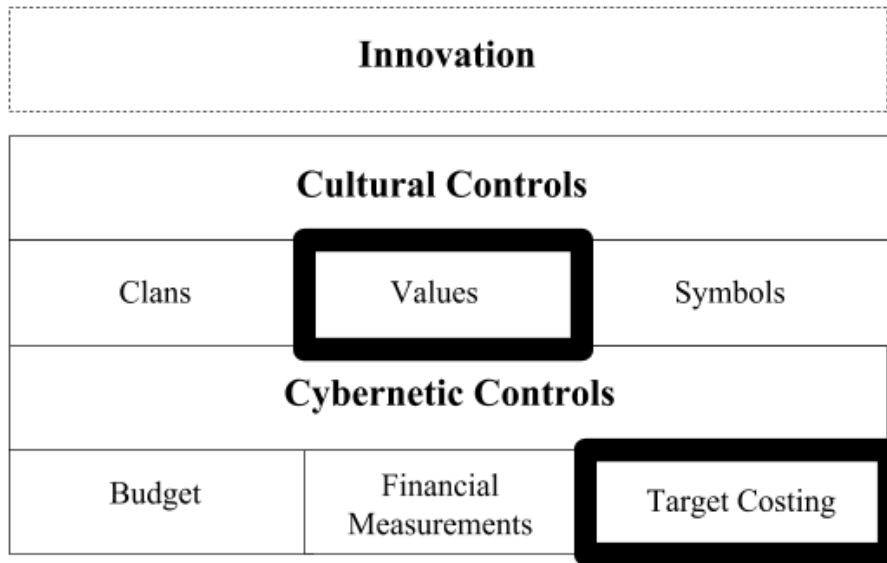 Innovation
Cultural Controls
Clans
Values
Symbols
Cybernetic Controls
Budget
Financial
Measurements
Target Costing